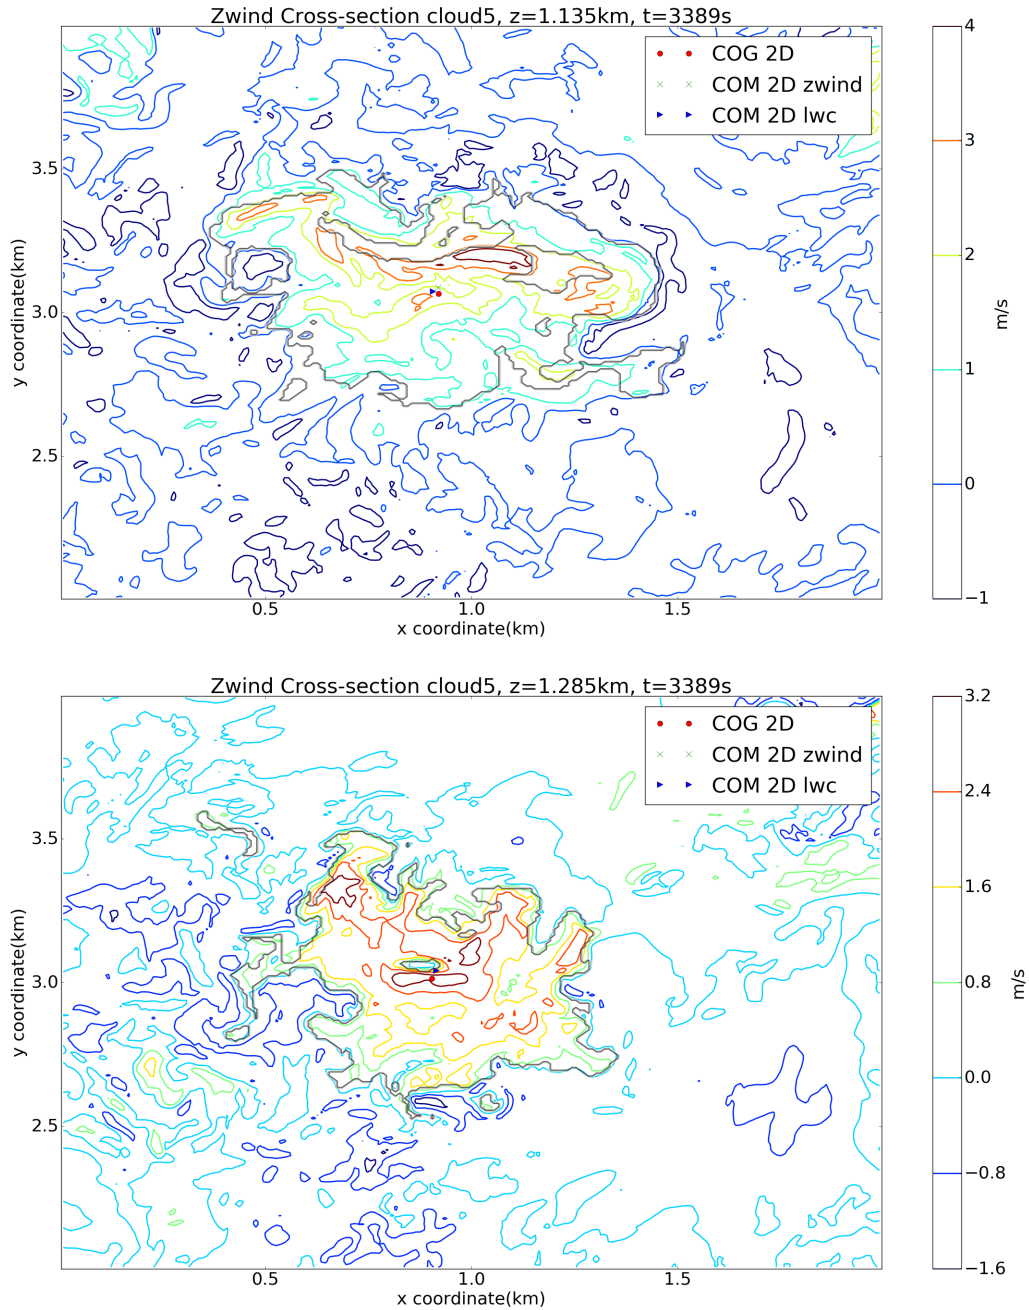 Zwind Cross-section cloud5, z=1.135km, t=3389s
COG 2D
COM 2D zwind
COM 2D lwc
y coordinate(km)
3.5
3.0
2.5
0.5 1.0 1.5
x coordinate(km)
4
3
2
1
0
−1
m/s
Zwind Cross-section cloud5, z=1.285km, t=3389s
COG 2D
COM 2D zwind
COM 2D lwc
y coordinate(km)
3.5
3.0
2.5
0.5 1.0 1.5
x coordinate(km)
3.2
2.4
1.6
0.8
0.0
−0.8
−1.6
m/s